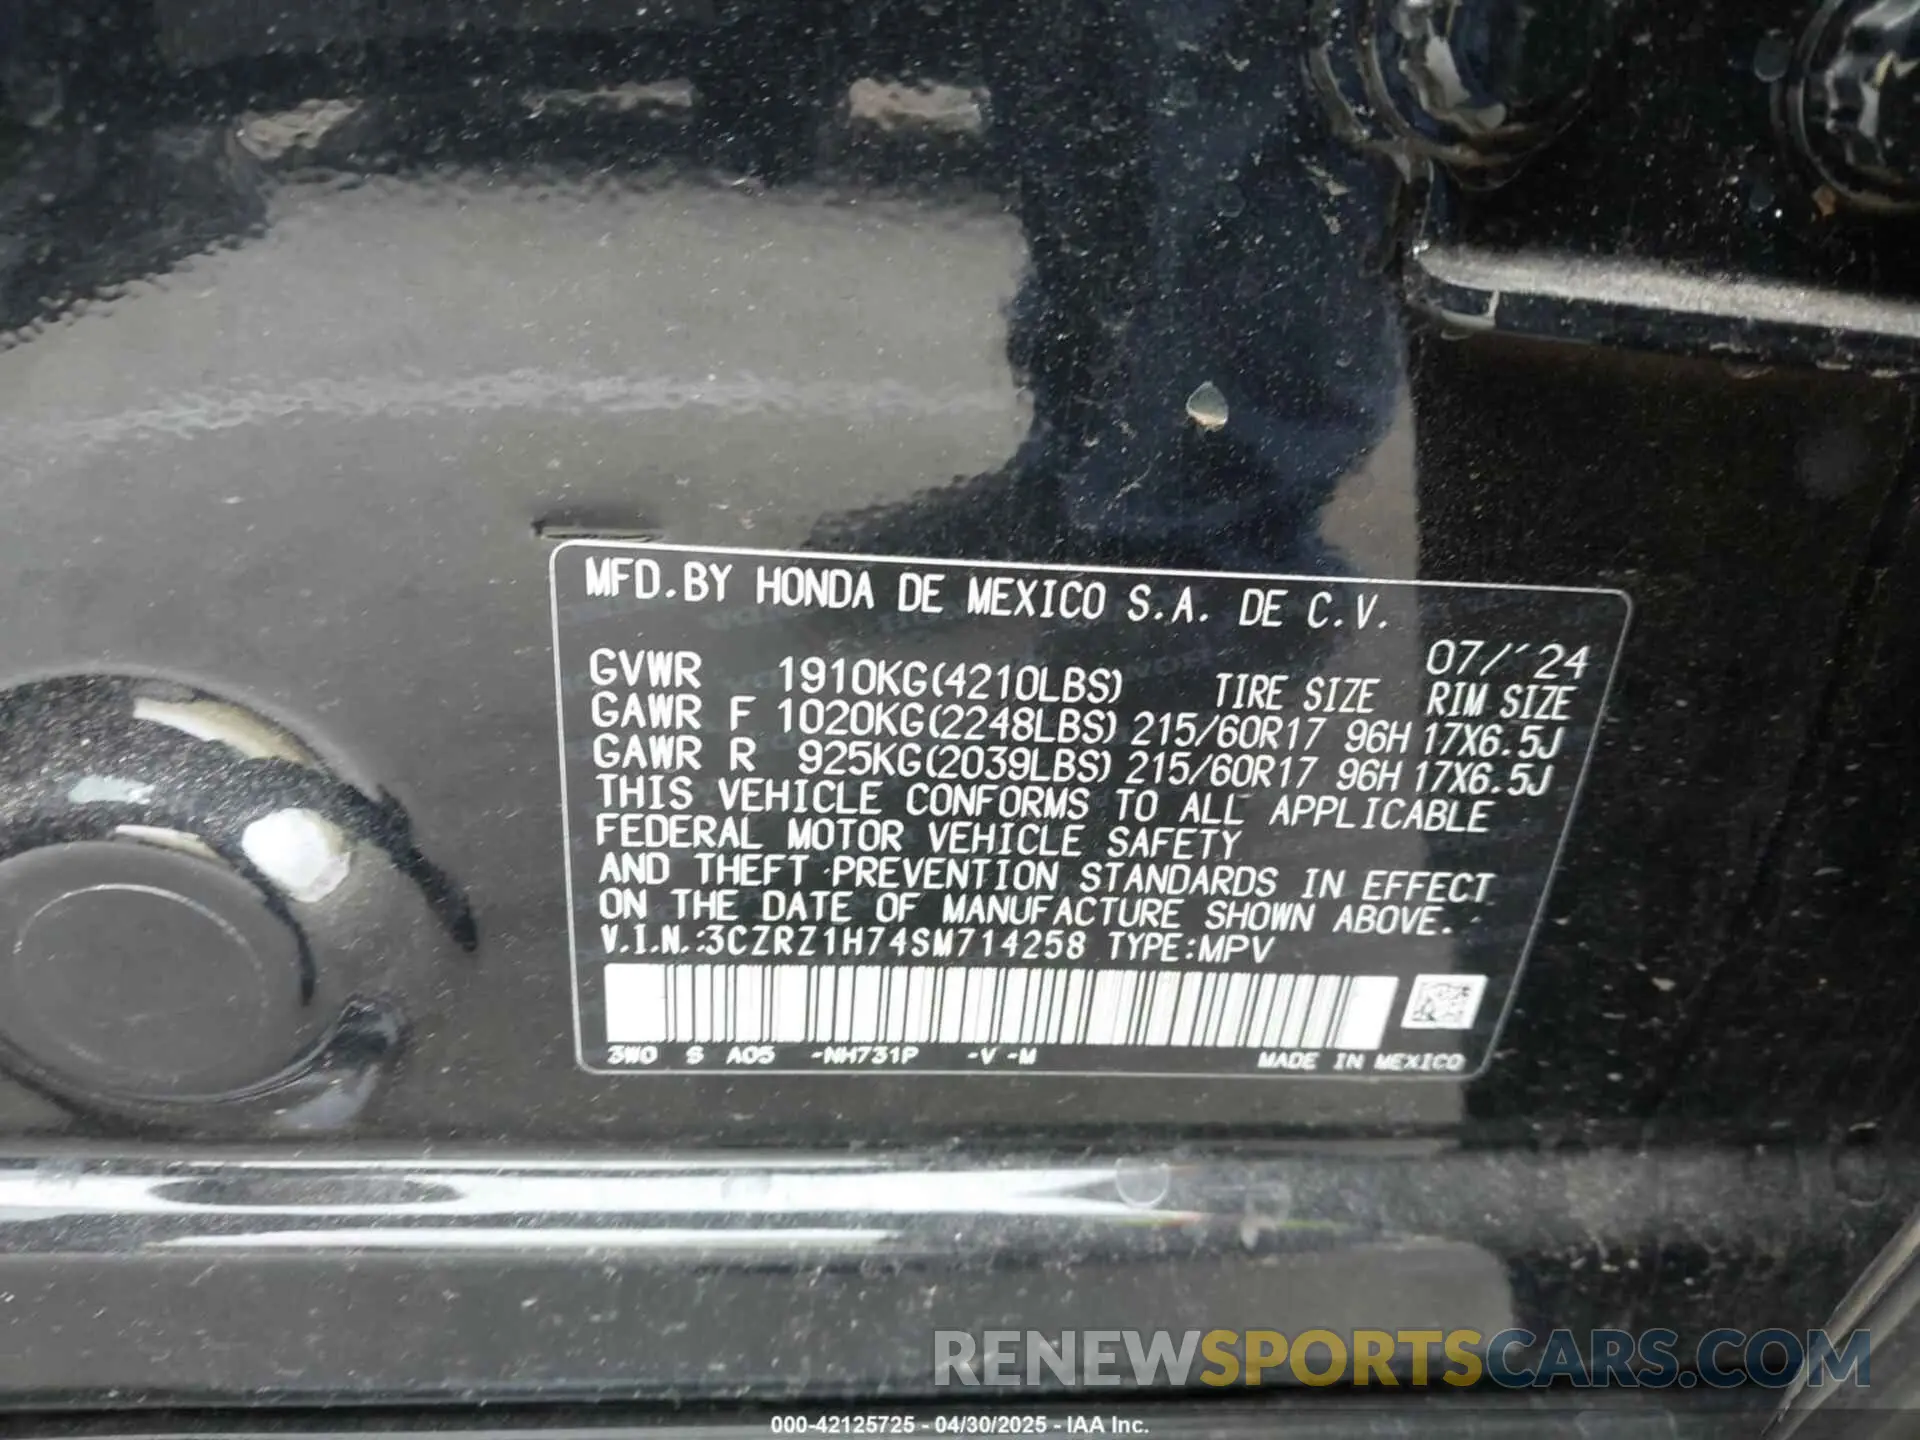 MFD.BY HONDA DE MEXICO S.A. DE C.V.
07/'24
GVWR 1910KG(4210LBS) TIRE SIZE RIM SIZE
GAWR F 1020KG(2248LBS) 215/60R17 96H 17X6.5J
GAWR R 925KG(2039LBS) 215/60R17 96H 17X6.5J
THIS VEHICLE CONFORMS TO ALL APPLICABLE
FEDERAL MOTOR VEHICLE SAFETY
AND THEFT PREVENTION STANDARDS IN EFFECT
ON THE DATE OF MANUFACTURE SHOWN ABOVE.
V.I.N.:3CZRZ1H74SM714258 TYPE:MPV
3W0 S A05 -NH731P -V -M MADE IN MEXICO
RENEWSPORTSCARS.COM
000-42125725 - 04/30/2025 - IAA Inc.